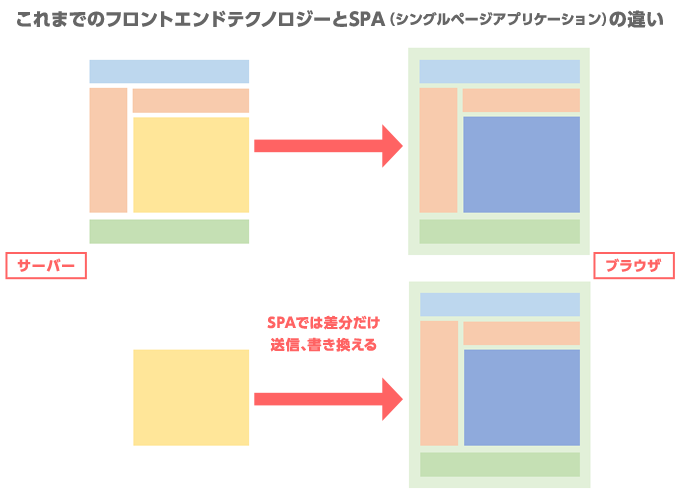 これまでのフロントエンドテクノロジーとSPA（シングルページアプリケーション）の違い
サーバー
ブラウザ
SPAでは差分だけ
送信、書き換える